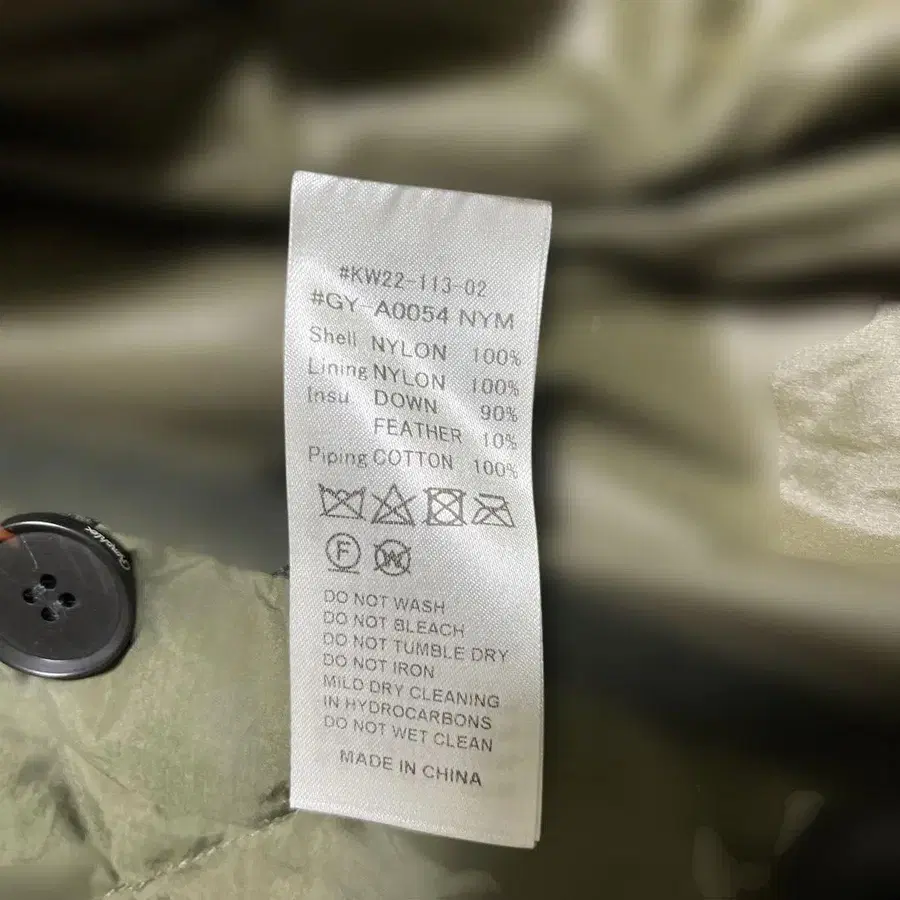 #KW22-113-02
#GY-A0054 NYM
Shell NYLON 100%
Lining NYLON 100%
Insu DOWN 90%
FEATHER 10%
Piping COTTON 100%
F W
DO NOT WASH
DO NOT BLEACH
DO NOT TUMBLE DRY
DO NOT IRON
MILD DRY CLEANING
IN HYDROCARBONS
DO NOT WET CLEAN
MADE IN CHINA